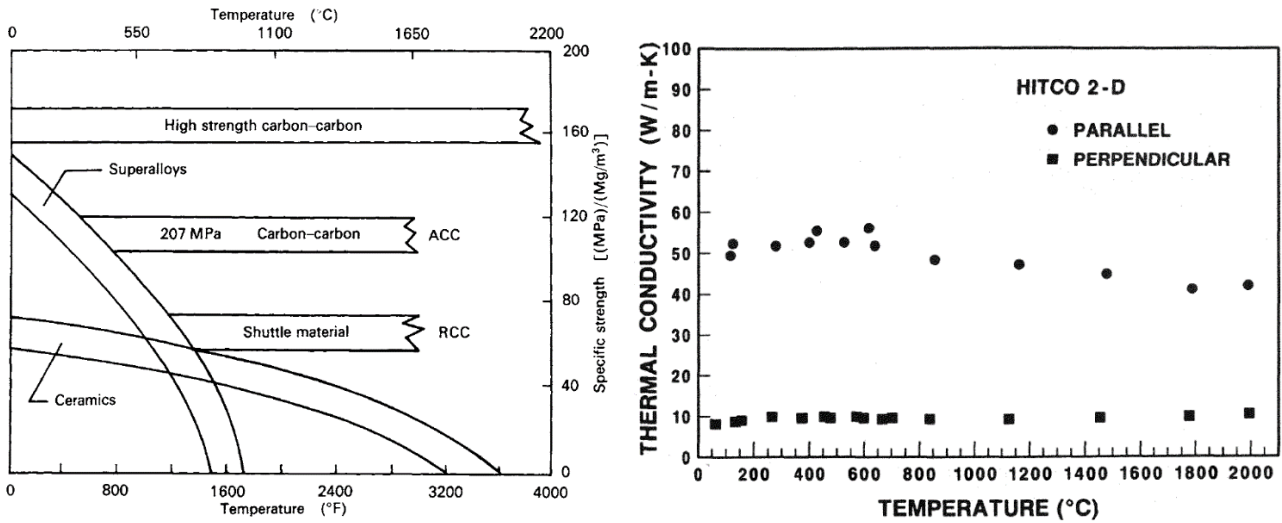 Temperature (°C)
0 550 1100 1650 2200
200
High strength carbon–carbon
160
Superalloys
120
207 MPa Carbon–carbon ACC
80
Shuttle material RCC
40
Ceramics
0
Specific strength [(MPa)/(Mg/m³)]
0 800 1600 2400 3200 4000
Temperature (°F)
THERMAL CONDUCTIVITY (W/m-K)
100
90
80
70
60
50
40
30
20
10
0
HITCO 2-D
PARALLEL
PERPENDICULAR
0 200 400 600 800 1000 1200 1400 1600 1800 2000
TEMPERATURE (°C)